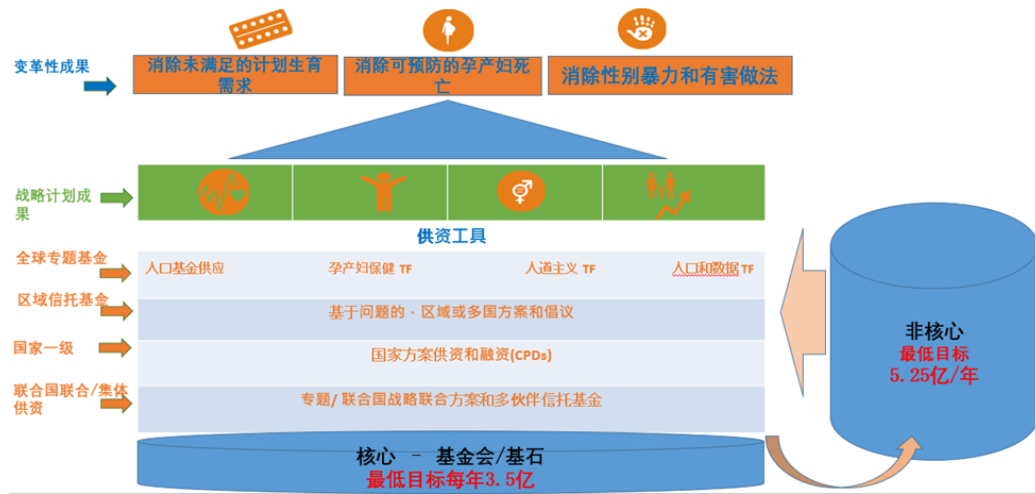 变革性成果
消除未满足的计划生育
需求
消除可预防的孕产妇死
亡
消除性别暴力和有害做法
战略计划成
果
供资工具
全球专题基金
人口基金供应
孕产妇保健 TF
人道主义 TF
人口和数据 TF
区域信托基金
基于问题的·区域或多国方案和倡议
国家一级
国家方案供资和融资(CPDs)
联合国联合/集体
供资
专题/ 联合国战略联合方案和多伙伴信托基金
核心 - 基金会/基石
最低目标每年3.5亿
非核心
最低目标
5.25亿/年